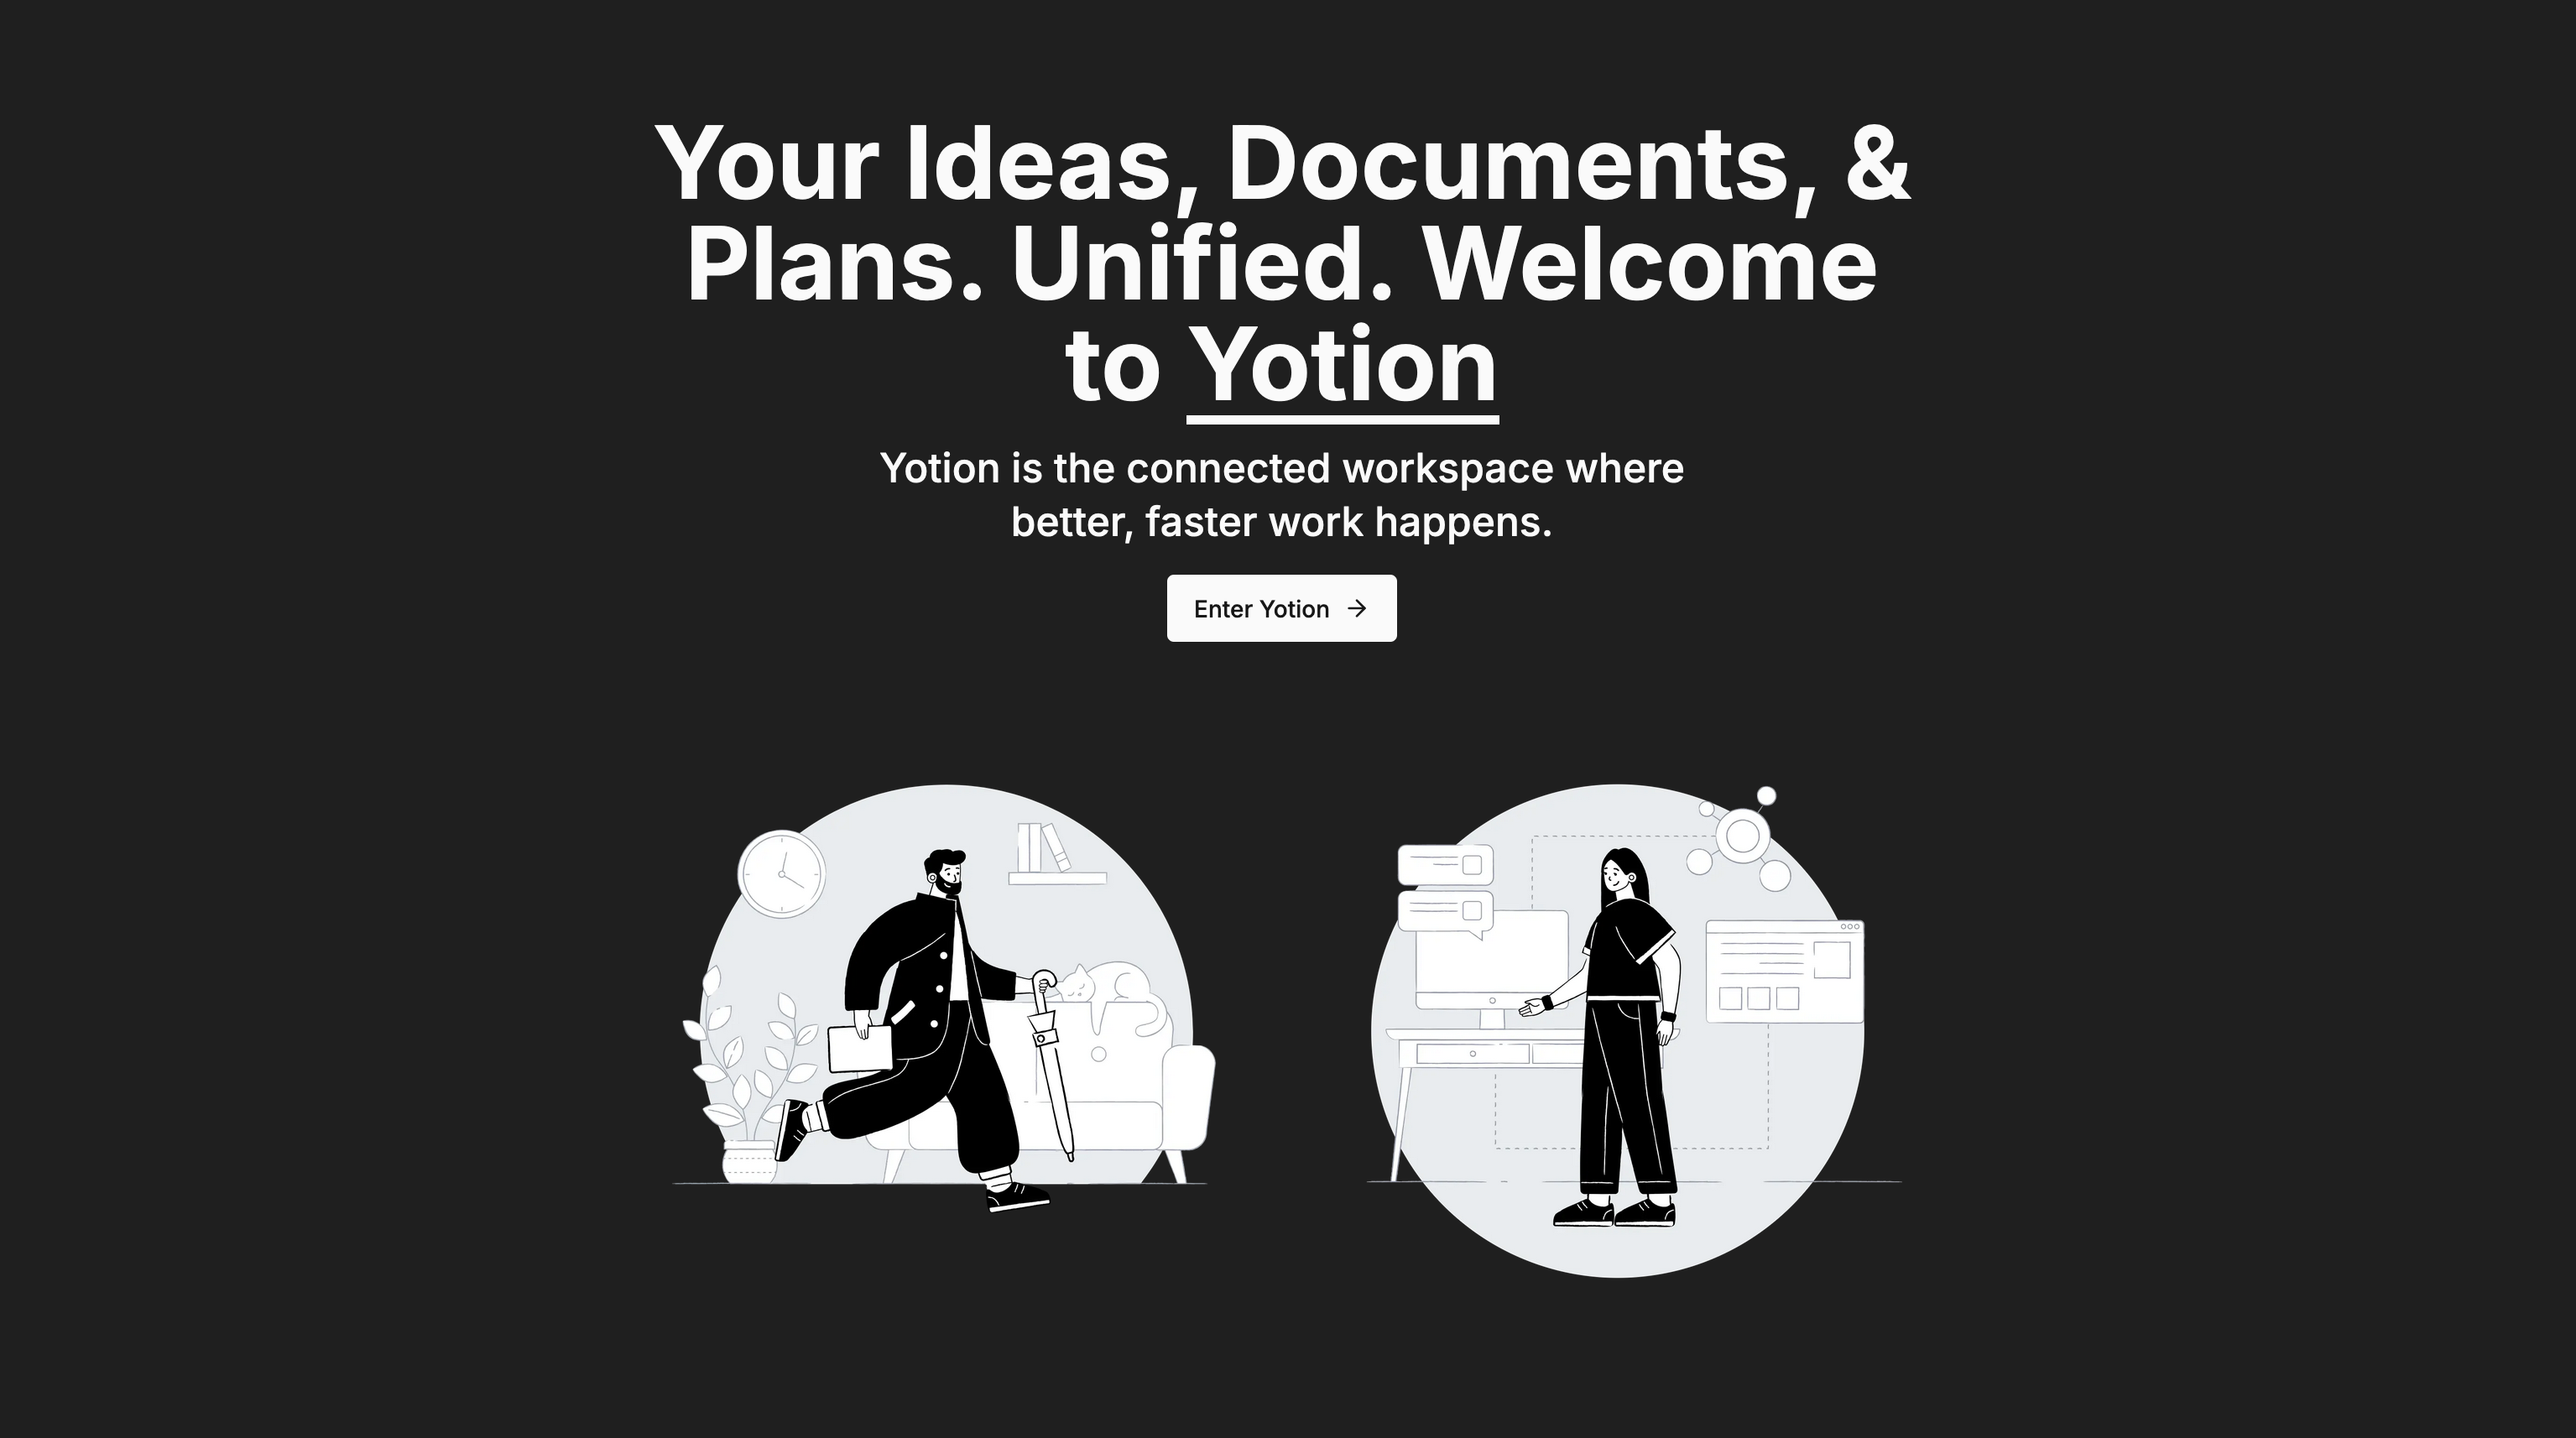 Your Ideas, Documents, &
Plans. Unified. Welcome
to Yotion
Yotion is the connected workspace where
better, faster work happens.
Enter Yotion